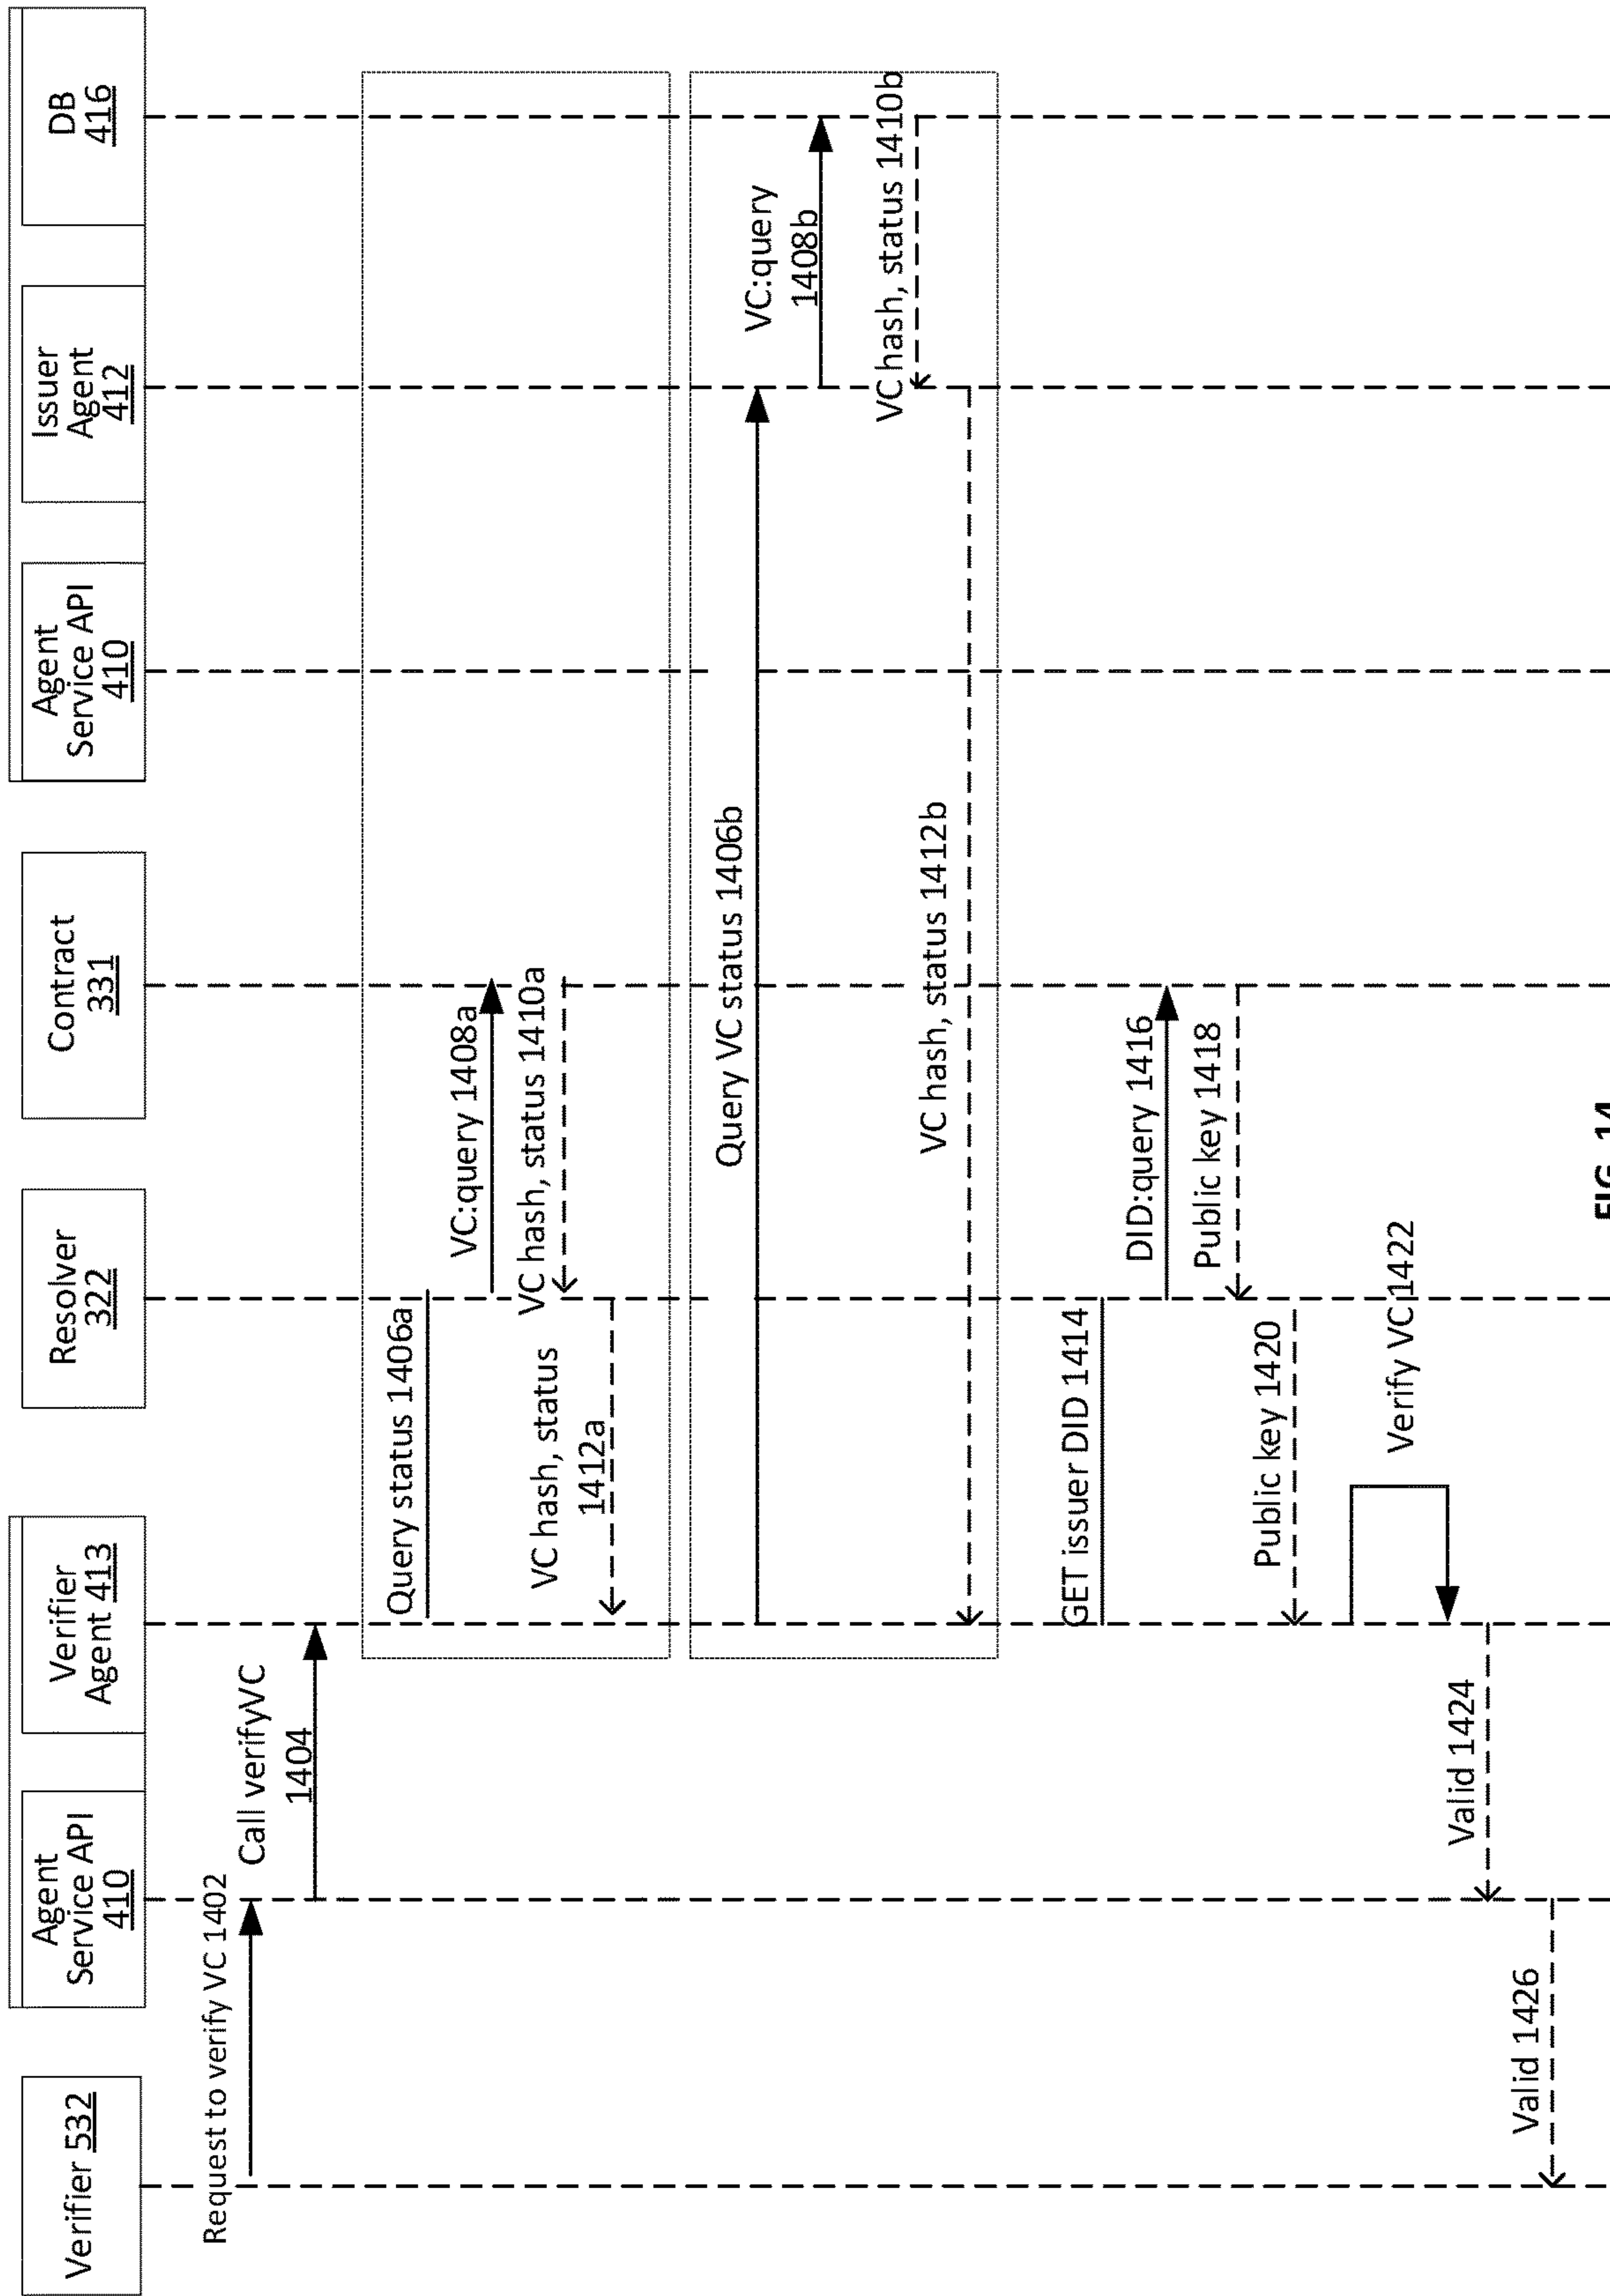 Verifier 532
Agent
Service API
410
Verifier
Agent 413
Resolver
322
Contract
331
Agent
Service API
410
Issuer
Agent
412
DB
416
Request to verify VC 1402
Call verifyVC
1404
Query status 1406a
VC:query 1408a
VC hash, status 1410a
VC hash, status
1412a
Query VC status 1406b
VC:query
1408b
VC hash, status 1410b
VC hash, status 1412b
GET issuer DID 1414
DID:query 1416
Public key 1418
Public key 1420
Verify VC 1422
Valid 1424
Valid 1426
FIG. 14